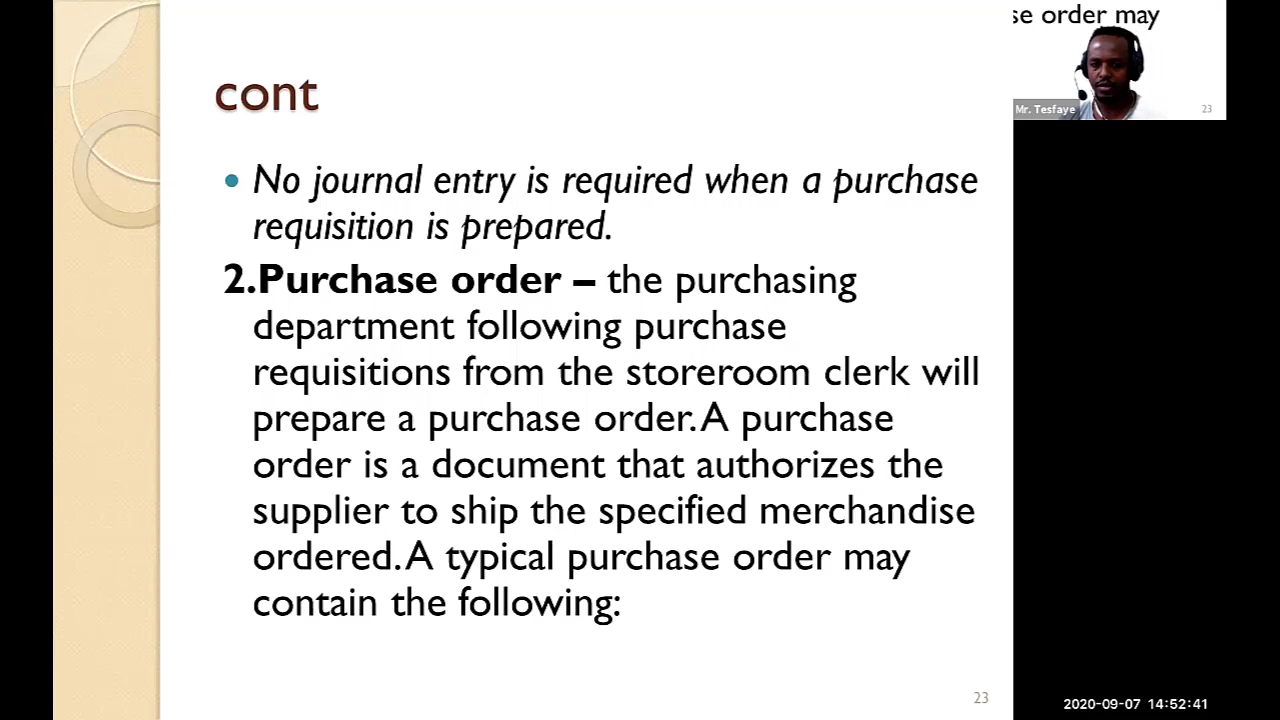 se order may
Mr. Tesfaye
23
cont
• No journal entry is required when a purchase
requisition is prepared.
2.Purchase order – the purchasing
department following purchase
requisitions from the storeroom clerk will
prepare a purchase order. A purchase
order is a document that authorizes the
supplier to ship the specified merchandise
ordered. A typical purchase order may
contain the following:
23
2020-09-07 14:52:41